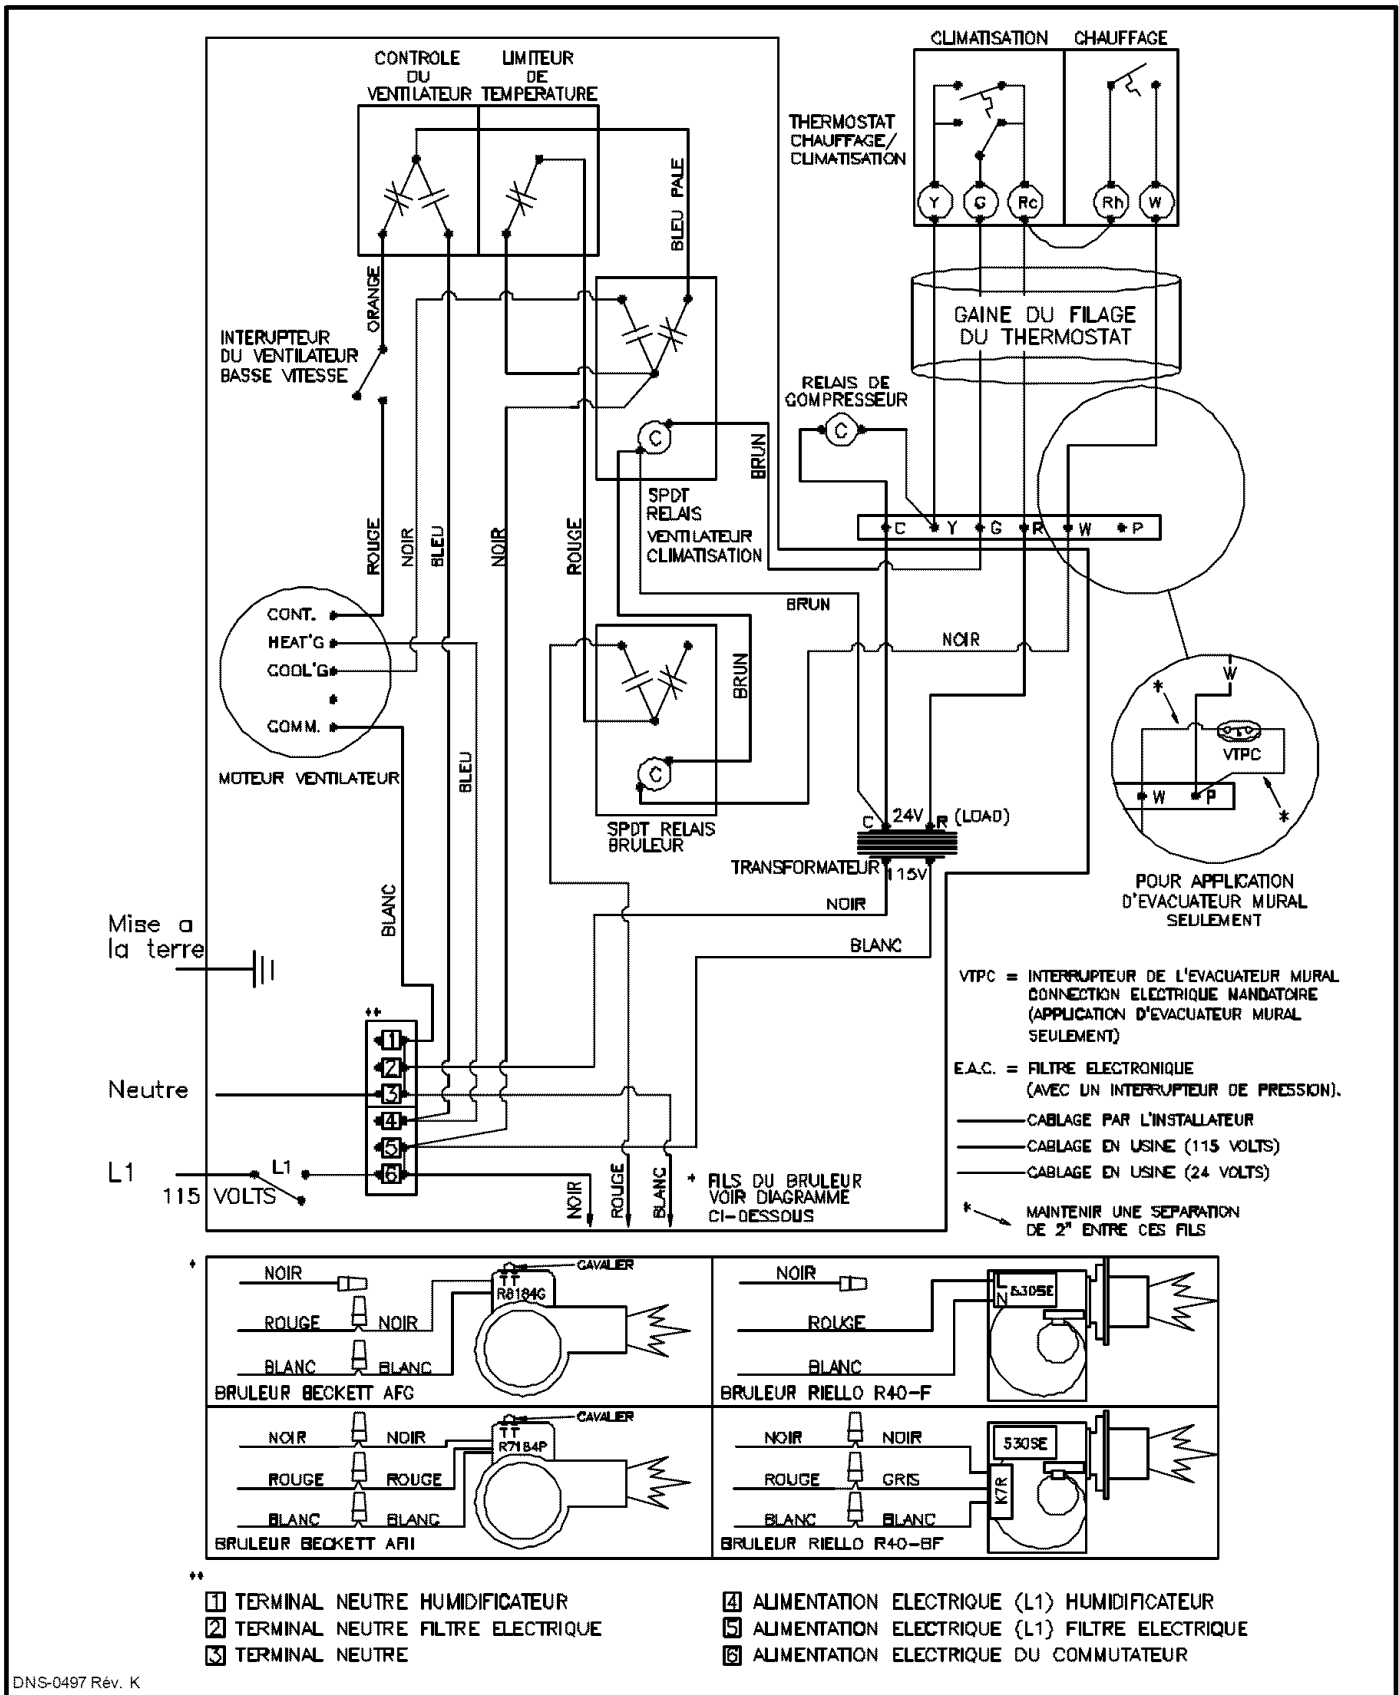 CONTROLE
DU
VENTILATEUR
LIMITEUR
DE
TEMPERATURE
CLIMATISATION
CHAUFFAGE
THERMOSTAT
CHAUFFAGE/
CLIMATISATION
Y
G
Rc
Rh
W
BLEU PALE
ORANGE
INTERUPTEUR
DU VENTILATEUR
BASSE VITESSE
GAINE DU FILAGE
DU THERMOSTAT
RELAIS DE
COMPRESSEUR
C
C
BRUN
SPDT
RELAIS
VENTILATEUR
CLIMATISATION
C Y G R W P
ROUGE
NOIR
BLEU
NOIR
ROUGE
BRUN
NOIR
CONT.
HEAT'G
COOL'G
COMM.
MOTEUR VENTILATEUR
BLEU
BRUN
C
SPDT RELAIS
BRULEUR
W
*
VTPC
W P
*
C 24V R (LOAD)
TRANSFORMATEUR
115V
POUR APPLICATION
D'EVACUATEUR MURAL
SEULEMENT
NOIR
BLANC
BLANC
Mise a
la terre
VTPC = INTERRUPTEUR DE L'EVACUATEUR MURAL
CONNECTION ELECTRIQUE MANDATOIRE
(APPLICATION D'EVACUATEUR MURAL
SEULEMENT)
E.A.C. = FILTRE ELECTRONIQUE
(AVEC UN INTERRUPTEUR DE PRESSION).
CABLAGE PAR L'INSTALLATEUR
CABLAGE EN USINE (115 VOLTS)
CABLAGE EN USINE (24 VOLTS)
* MAINTENIR UNE SEPARATION
DE 2" ENTRE CES FILS
**
1
2
Neutre
3
4
5
L1
L1
6
115 VOLTS
NOIR
ROUGE
BLANC
* FILS DU BRULEUR
VOIR DIAGRAMME
CI-DESSOUS
*
NOIR
CAVALIER
T T
R8184G
ROUGE NOIR
BLANC BLANC
BRULEUR BECKETT AFG
NOIR
L
N
530SE
ROUGE
BLANC
BRULEUR RIELLO R40-F
CAVALIER
T T
R7184P
NOIR NOIR
ROUGE ROUGE
BLANC BLANC
BRULEUR BECKETT AFII
NOIR NOIR
530SE
ROUGE GRIS
K7R
BLANC BLANC
BRULEUR RIELLO R40-BF
**
1 TERMINAL NEUTRE HUMIDIFICATEUR
2 TERMINAL NEUTRE FILTRE ELECTRIQUE
3 TERMINAL NEUTRE
4 ALIMENTATION ELECTRIQUE (L1) HUMIDIFICATEUR
5 ALIMENTATION ELECTRIQUE (L1) FILTRE ELECTRIQUE
6 ALIMENTATION ELECTRIQUE DU COMMUTATEUR
DNS-0497 Rév. K